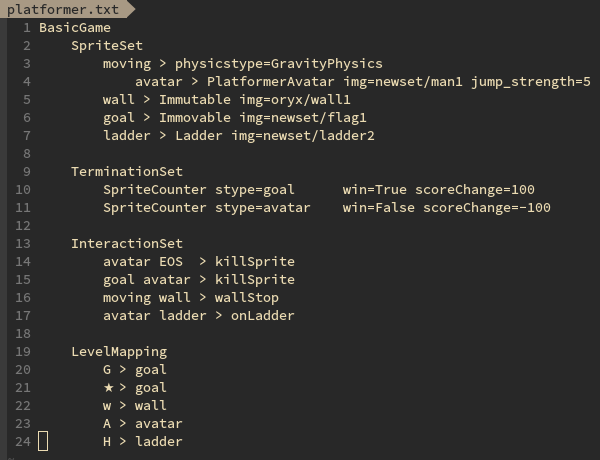 platformer.txt
1 BasicGame
2     SpriteSet
3         moving > physicstype=GravityPhysics
4             avatar > PlatformerAvatar img=newset/man1 jump_strength=5
5         wall > Immutable img=oryx/wall1
6         goal > Immovable img=newset/flag1
7         ladder > Ladder img=newset/ladder2
8
9     TerminationSet
10         SpriteCounter stype=goal      win=True scoreChange=100
11         SpriteCounter stype=avatar    win=False scoreChange=-100
12
13     InteractionSet
14         avatar EOS  > killSprite
15         goal avatar > killSprite
16         moving wall > wallStop
17         avatar ladder > onLadder
18
19     LevelMapping
20         G > goal
21         ★ > goal
22         w > wall
23         A > avatar
24         H > ladder